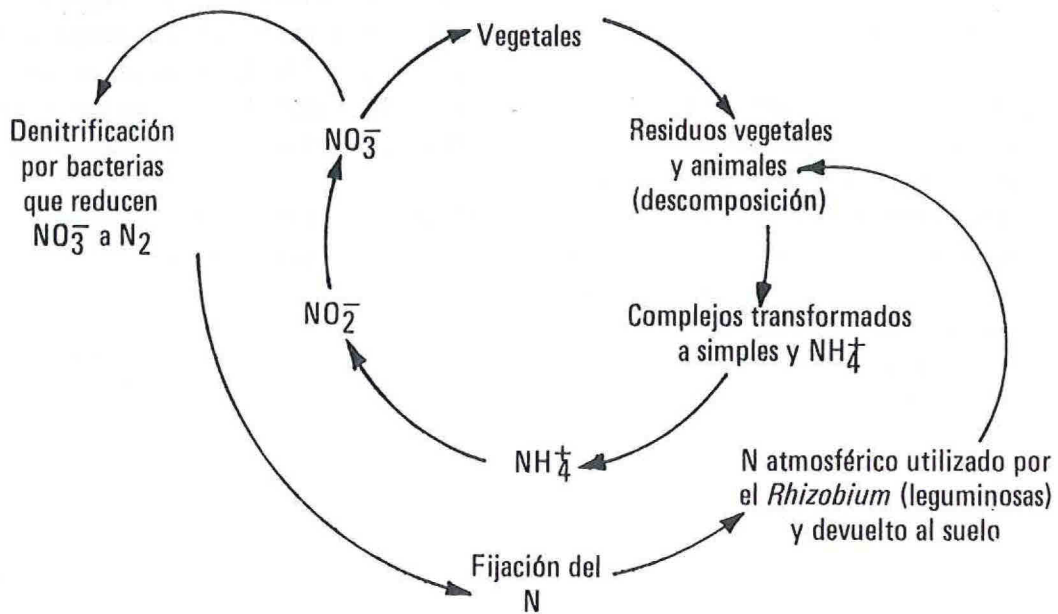 Vegetales
Denitrificación
por bacterias
que reducen
NO₃⁻ a N₂
NO₃⁻
Residuos vegetales
y animales
(descomposición)
NO₂⁻
Complejos transformados
a simples y NH₄⁺
NH₄⁺
N atmosférico utilizado por
el Rhizobium (leguminosas)
y devuelto al suelo
Fijación del
N